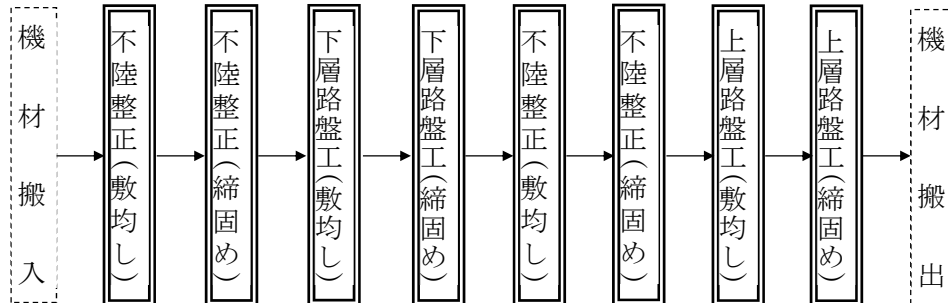 機材搬入
不陸整正（敷均し）
不陸整正（締固め）
下層路盤工（敷均し）
下層路盤工（締固め）
不陸整正（敷均し）
不陸整正（締固め）
上層路盤工（敷均し）
上層路盤工（締固め）
機材搬出